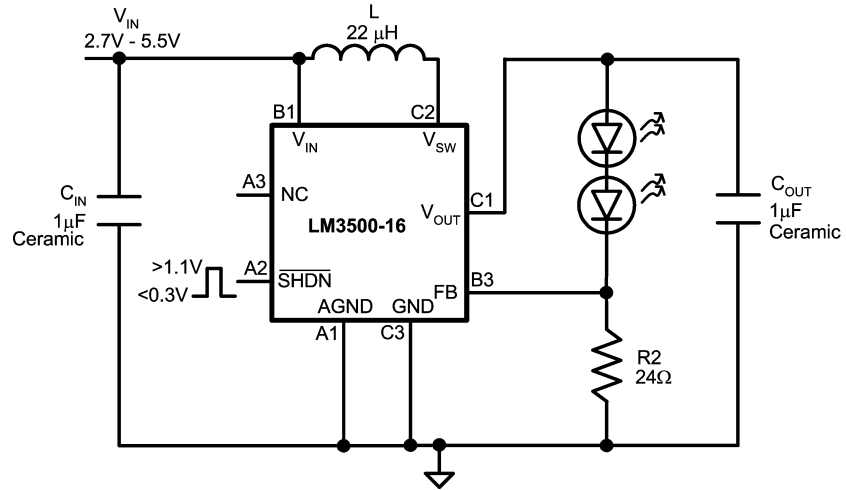 L
22 μH
V_IN
2.7V - 5.5V
B1
C2
V_IN
V_SW
A3
NC
C1
V_OUT
LM3500-16
C_IN
1μF
Ceramic
C_OUT
1μF
Ceramic
>1.1V
<0.3V
A2
SHDN
FB
B3
AGND
GND
A1
C3
R2
24Ω